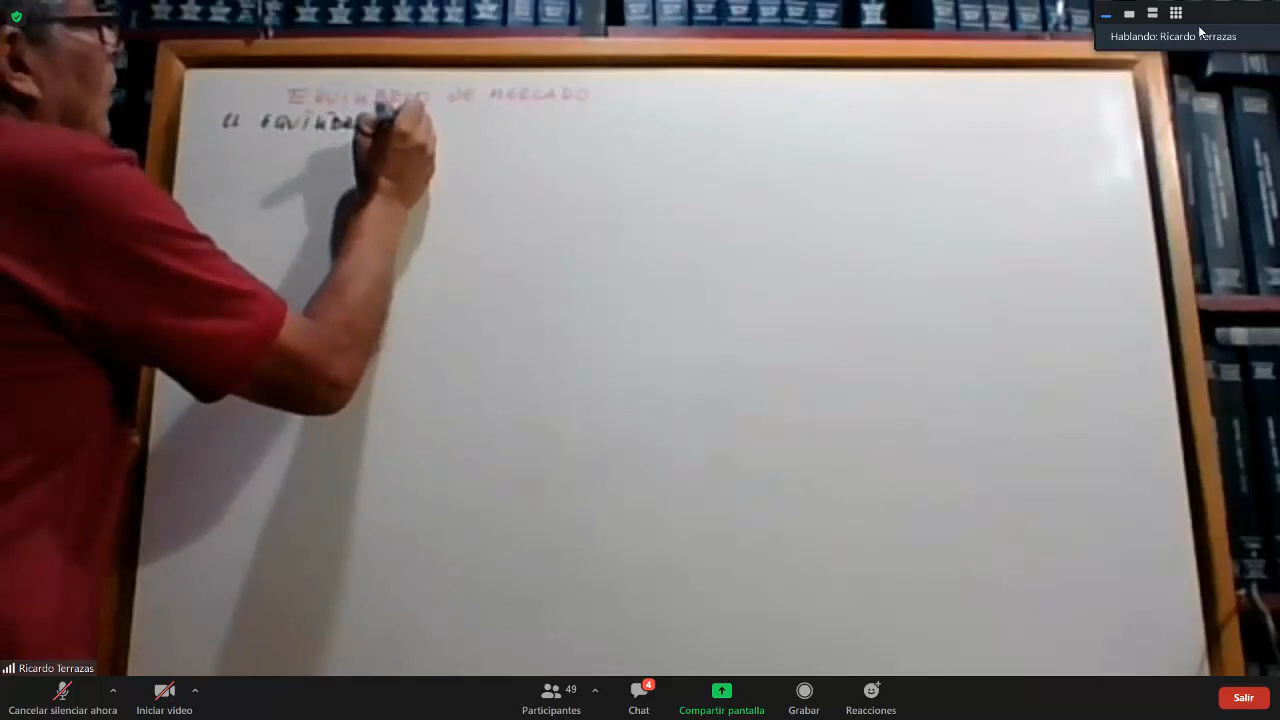 Hablando: Ricardo Terrazas
EQUILIBRIO DE MERCADO
EL EQUILIBR
Ricardo Terrazas
Cancelar silenciar ahora
Iniciar video
49
Participantes
4
Chat
Compartir pantalla
Grabar
Reacciones
Salir